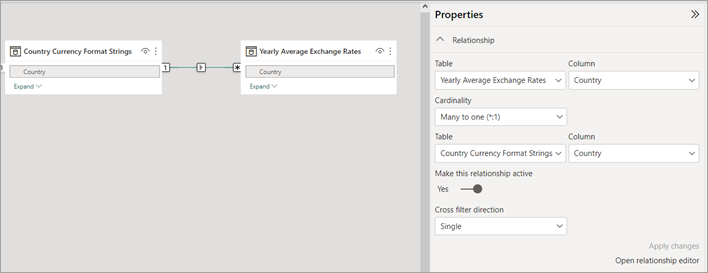 Country Currency Format Strings
Country
Expand
1
*
Yearly Average Exchange Rates
Country
Expand
Properties
Relationship
Table Column
Yearly Average Exchange Rates Country
Cardinality
Many to one (*:1)
Table Column
Country Currency Format Strings Country
Make this relationship active
Yes
Cross filter direction
Single
Apply changes
Open relationship editor